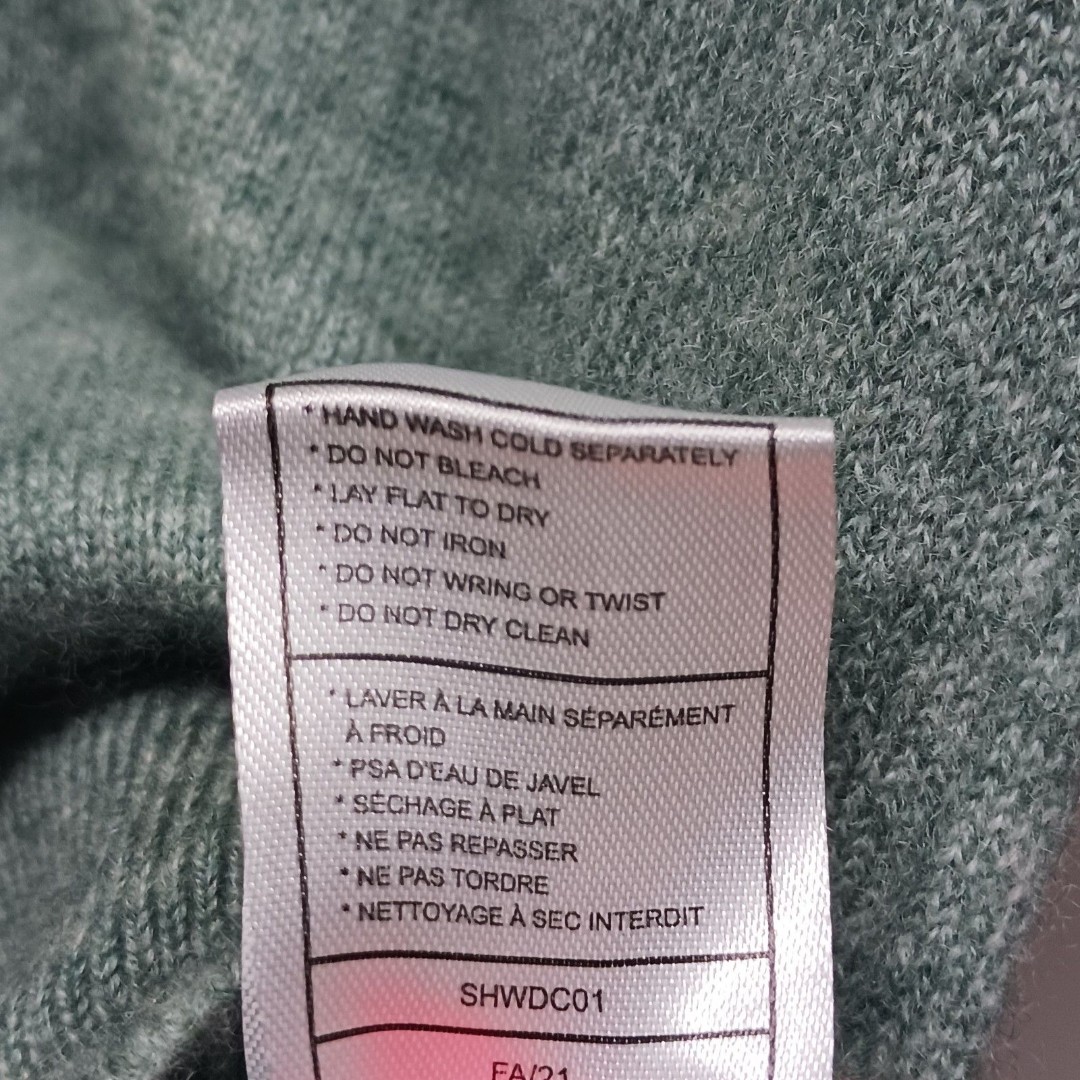 * HAND WASH COLD SEPARATELY
* DO NOT BLEACH
* LAY FLAT TO DRY
* DO NOT IRON
* DO NOT WRING OR TWIST
* DO NOT DRY CLEAN
* LAVER À LA MAIN SÉPARÉMENT
À FROID
* PSA D'EAU DE JAVEL
* SÉCHAGE À PLAT
* NE PAS REPASSER
* NE PAS TORDRE
* NETTOYAGE À SEC INTERDIT
SHWDC01
FA/21